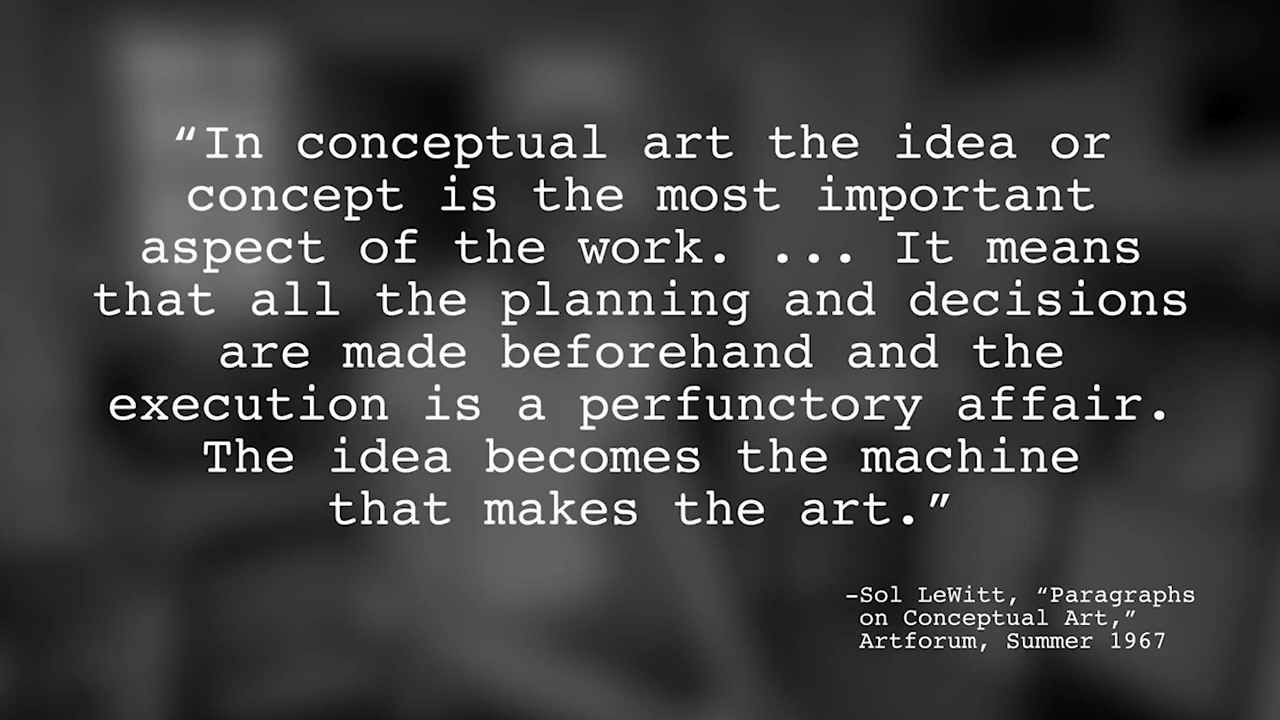 “In conceptual art the idea or
concept is the most important
aspect of the work. ... It means
that all the planning and decisions
are made beforehand and the
execution is a perfunctory affair.
The idea becomes the machine
that makes the art.”
–Sol LeWitt, “Paragraphs
on Conceptual Art,”
Artforum, Summer 1967